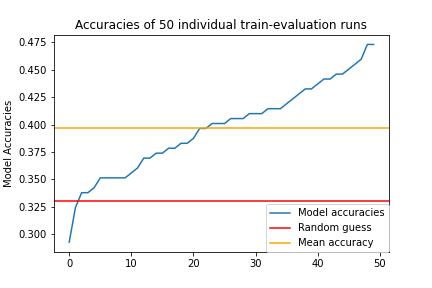 Accuracies of 50 individual train-evaluation runs
0.475
0.450
0.425
0.400
0.375
0.350
0.325
0.300
Model Accuracies
Model accuracies
Random guess
Mean accuracy
0 10 20 30 40 50